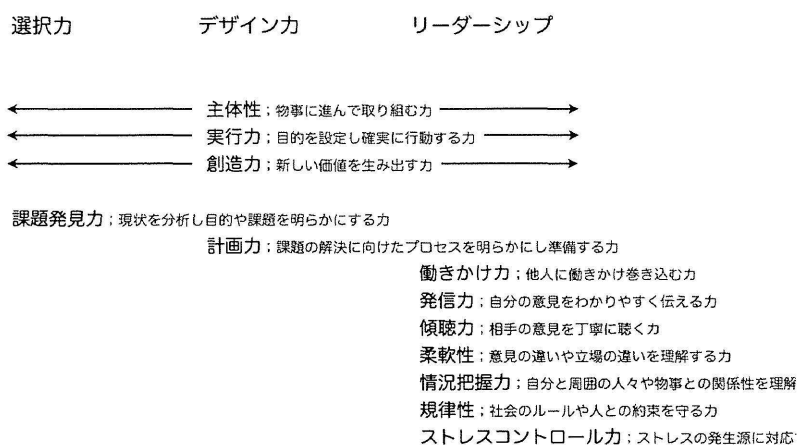 選択力 デザイン力 リーダーシップ
主体性；物事に進んで取り組む力
実行力；目的を設定し確実に行動する力
創造力；新しい価値を生み出す力
課題発見力；現状を分析し目的や課題を明らかにする力
計画力；課題の解決に向けたプロセスを明らかにし準備する力
働きかけ力；他人に働きかけ巻き込む力
発信力；自分の意見をわかりやすく伝える力
傾聴力；相手の意見を丁寧に聴く力
柔軟性；意見の違いや立場の違いを理解する力
情況把握力；自分と周囲の人々や物事との関係性を理解
規律性；社会のルールや人との約束を守る力
ストレスコントロール力；ストレスの発生源に対応